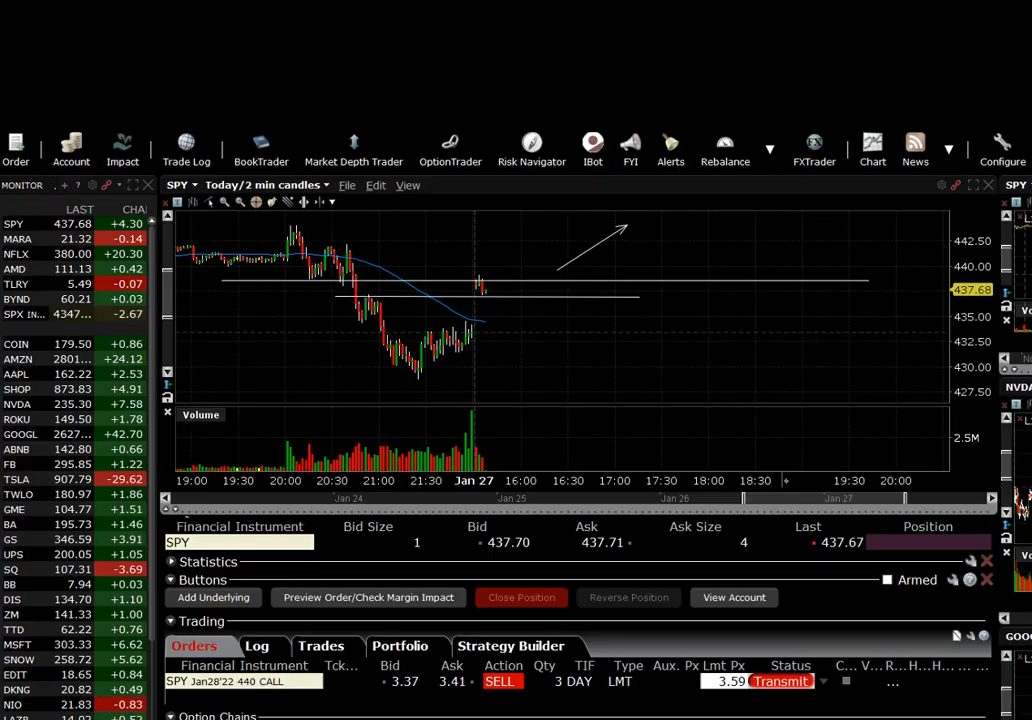 Order Account Impact Trade Log BookTrader Market Depth Trader OptionTrader Risk Navigator IBot FYI Alerts Rebalance FXTrader Chart News Configure
MONITOR
SPY Today/2 min candles File Edit View
SPY
LAST CHA
SPY 437.68 +4.30
MARA 21.32 -0.14
NFLX 380.00 +20.30
AMD 111.13 +0.42
TLRY 5.49 -0.07
BYND 60.21 +0.03
SPX IN... 4347... -2.67
COIN 179.50 +0.86
AMZN 2801... +24.12
AAPL 162.22 +2.53
SHOP 873.83 +4.91
NVDA 235.30 +7.58
ROKU 149.50 +1.78
GOOGL 2627... +42.70
ABNB 142.80 +0.66
FB 295.85 +1.22
TSLA 907.79 -29.62
TWLO 180.97 +1.86
GME 104.77 +1.51
BA 195.73 +1.46
GS 346.59 +3.91
UPS 200.05 +1.05
SQ 107.31 -3.69
BB 7.94 +0.03
DIS 134.70 +1.10
ZM 141.33 +1.00
TTD 62.22 +0.76
MSFT 303.33 +6.62
SNOW 258.72 +5.62
EDIT 18.65 +0.84
DKNG 20.82 +0.49
NIO 21.83 -0.83
442.50
440.00
437.68
435.00
432.50
430.00
427.50
Volume
2.5M
19:00 19:30 20:00 20:30 21:00 21:30 Jan 27 16:00 16:30 17:00 17:30 18:00 18:30 19:30 20:00
Jan 24 Jan 25 Jan 26 Jan 27
NVD
Financial Instrument Bid Size Bid Ask Ask Size Last Position
SPY 1 437.70 437.71 4 437.67
Statistics
Buttons Armed
Add Underlying Preview Order/Check Margin Impact Close Position Reverse Position View Account
Trading
GOO
Orders Log Trades Portfolio Strategy Builder
Financial Instrument Tck... Bid Ask Action Qty TIF Type Aux. Px Lmt Px Status C... V... R... H... H... ... ...
SPY Jan28'22 440 CALL 3.37 3.41 SELL 3 DAY LMT 3.59 Transmit ...
Option Chains